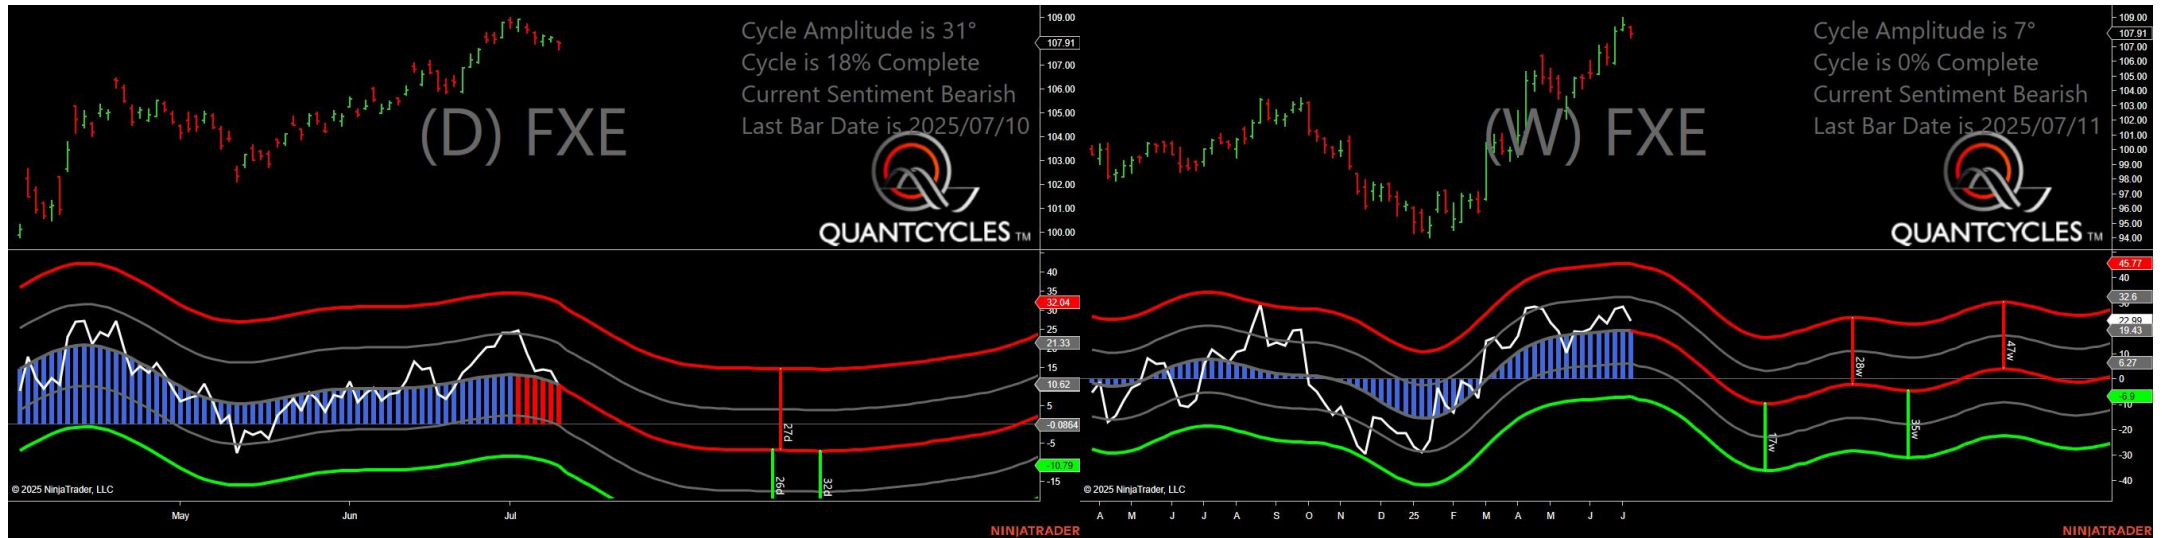 Cycle Amplitude is 31°
Cycle is 18% Complete
Current Sentiment Bearish
Last Bar Date is 2025/07/10
(D) FXE
QUANTCYCLES TM
109.00
107.91
107.00
106.00
105.00
104.00
103.00
102.00
101.00
100.00
40
35
32.04
30
25
21.33
15
10.62
5
-0.0864
-5
-10.79
-15
27d
26d
32d
© 2025 NinjaTrader, LLC
May
Jun
Jul
NINJATRADER
Cycle Amplitude is 7°
Cycle is 0% Complete
Current Sentiment Bearish
Last Bar Date is 2025/07/11
(W) FXE
QUANTCYCLES TM
109.00
107.91
107.00
106.00
105.00
104.00
103.00
102.00
101.00
100.00
99.00
98.00
97.00
96.00
95.00
94.00
45.77
40
32.6
22.99
19.43
10
6.27
0
-6.9
-10
-20
-30
-40
28w
47w
17w
35w
© 2025 NinjaTrader, LLC
A M J J A S O N D 25 F M A M J J
NINJATRADER